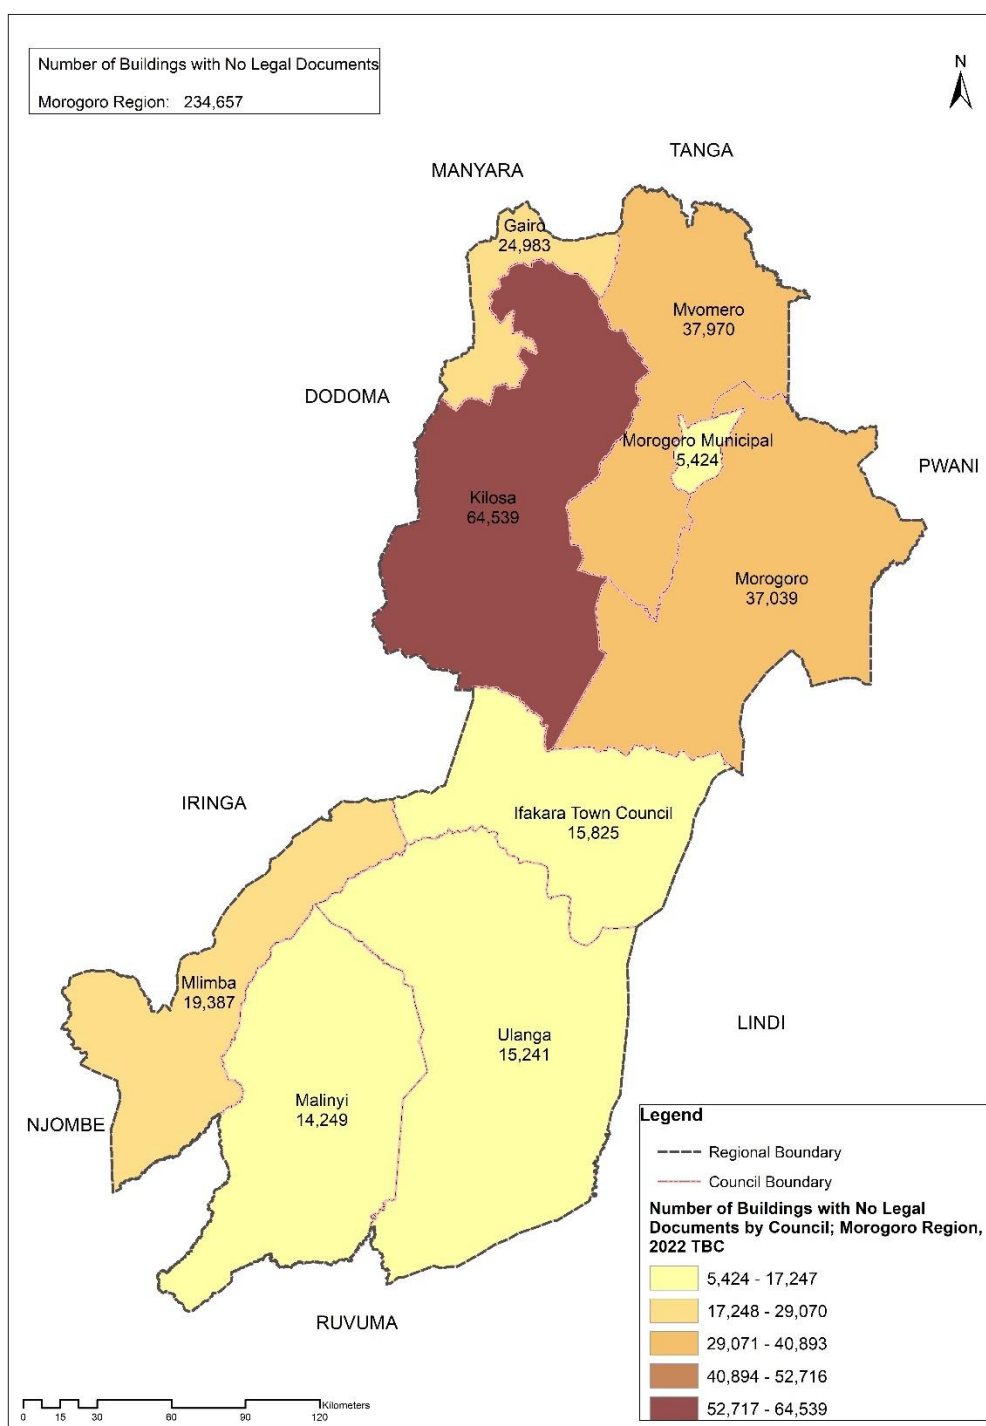 Number of Buildings with No Legal Documents
Morogoro Region: 234,657
N
TANGA
MANYARA
Gairo
24,983
Mvomero
37,970
DODOMA
Morogoro Municipal
5,424
PWANI
Kilosa
64,539
Morogoro
37,039
IRINGA
Ifakara Town Council
15,825
Mlimba
19,387
LINDI
Ulanga
15,241
Malinyi
14,249
NJOMBE
RUVUMA
Legend
Regional Boundary
Council Boundary
Number of Buildings with No Legal
Documents by Council; Morogoro Region,
2022 TBC
5,424 - 17,247
17,248 - 29,070
29,071 - 40,893
40,894 - 52,716
52,717 - 64,539
Kilometers
0 15 30 60 90 120